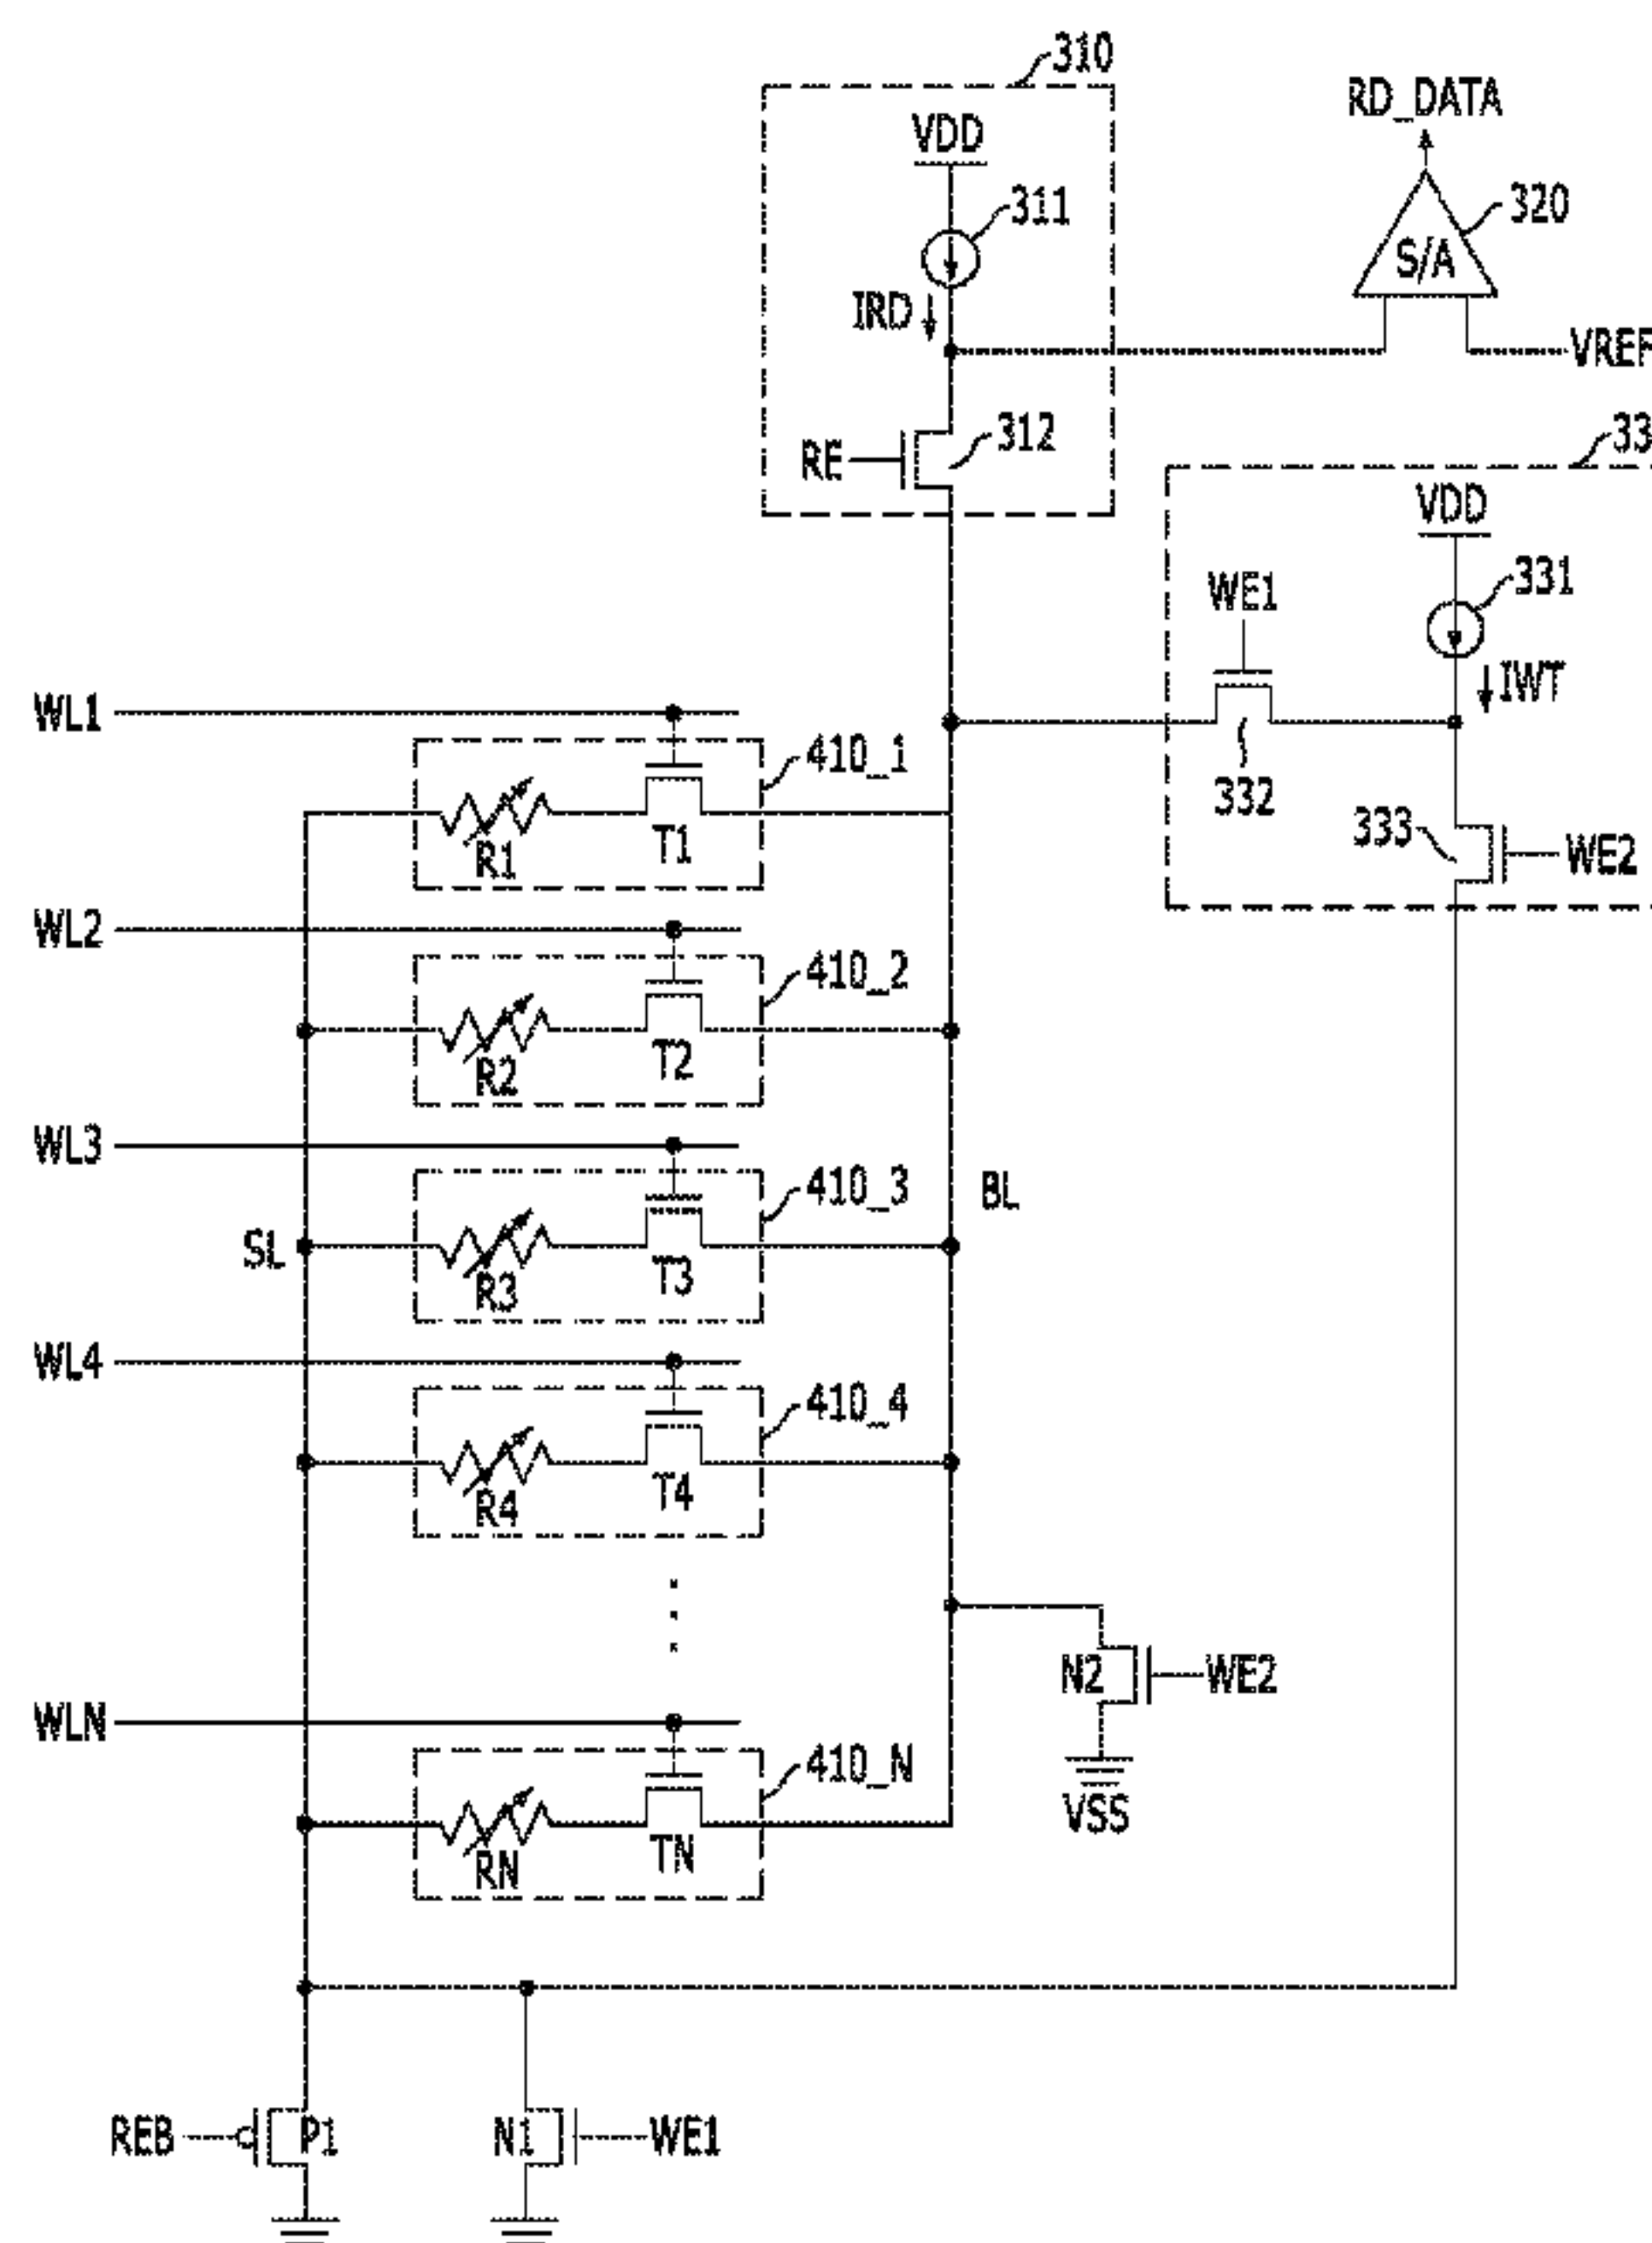 310
VDD
311
IRD
RE
312
RD_DATA
S/A
320
VREF
33
VDD
331
IWT
WE1
332
333
WE2
WL1
410_1
R1
T1
WL2
410_2
R2
T2
WL3
410_3
R3
T3
SL
BL
WL4
410_4
R4
T4
N2
WE2
VSS
WLN
410_N
RN
TN
REB
P1
N1
WE1